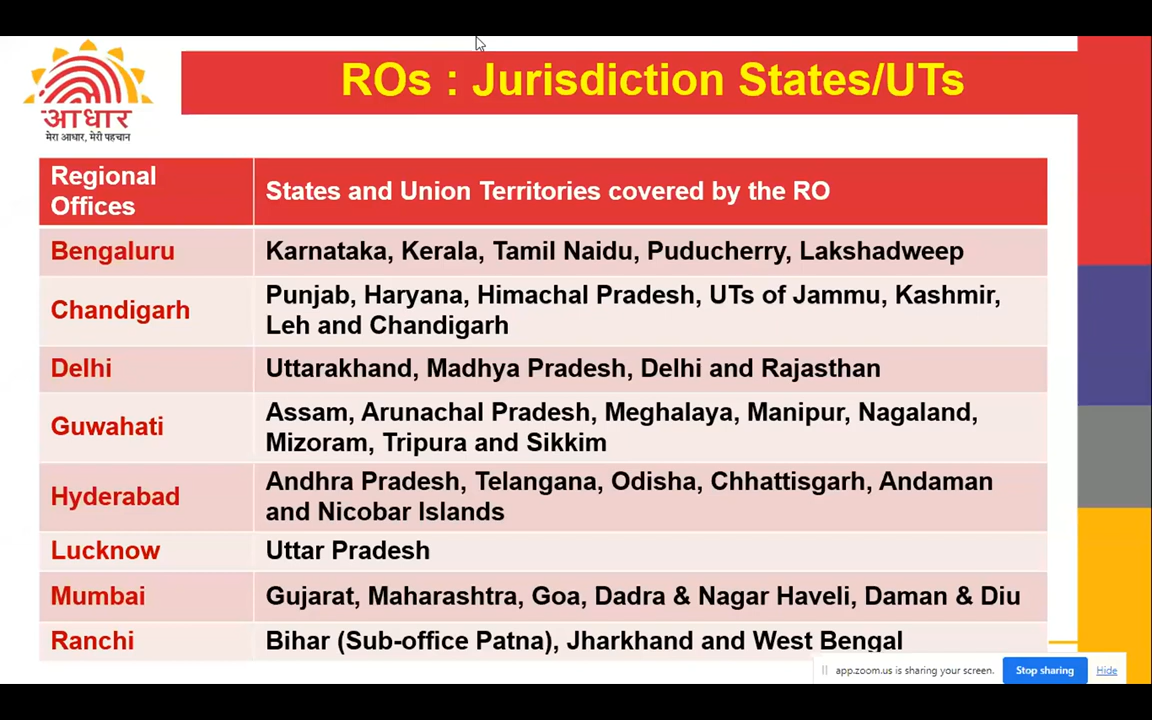 आधार
मेरा आधार, मेरी पहचान
ROs : Jurisdiction States/UTs
Regional
Offices
States and Union Territories covered by the RO
Bengaluru
Karnataka, Kerala, Tamil Naidu, Puducherry, Lakshadweep
Chandigarh
Punjab, Haryana, Himachal Pradesh, UTs of Jammu, Kashmir,
Leh and Chandigarh
Delhi
Uttarakhand, Madhya Pradesh, Delhi and Rajasthan
Guwahati
Assam, Arunachal Pradesh, Meghalaya, Manipur, Nagaland,
Mizoram, Tripura and Sikkim
Hyderabad
Andhra Pradesh, Telangana, Odisha, Chhattisgarh, Andaman
and Nicobar Islands
Lucknow
Uttar Pradesh
Mumbai
Gujarat, Maharashtra, Goa, Dadra & Nagar Haveli, Daman & Diu
Ranchi
Bihar (Sub-office Patna), Jharkhand and West Bengal
app.zoom.us is sharing your screen. Stop sharing Hide